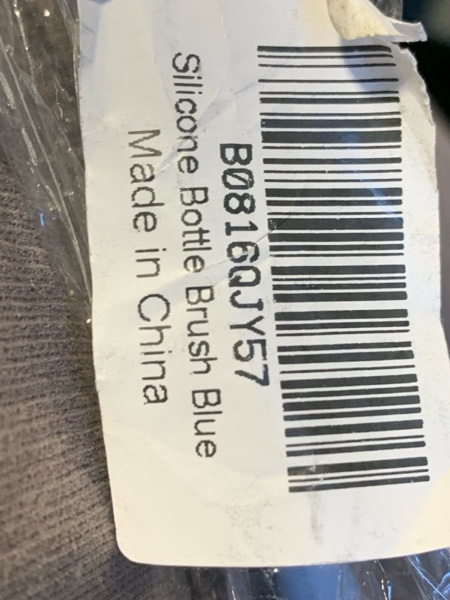 B0816QJY57
Silicone Bottle Brush Blue
Made in China